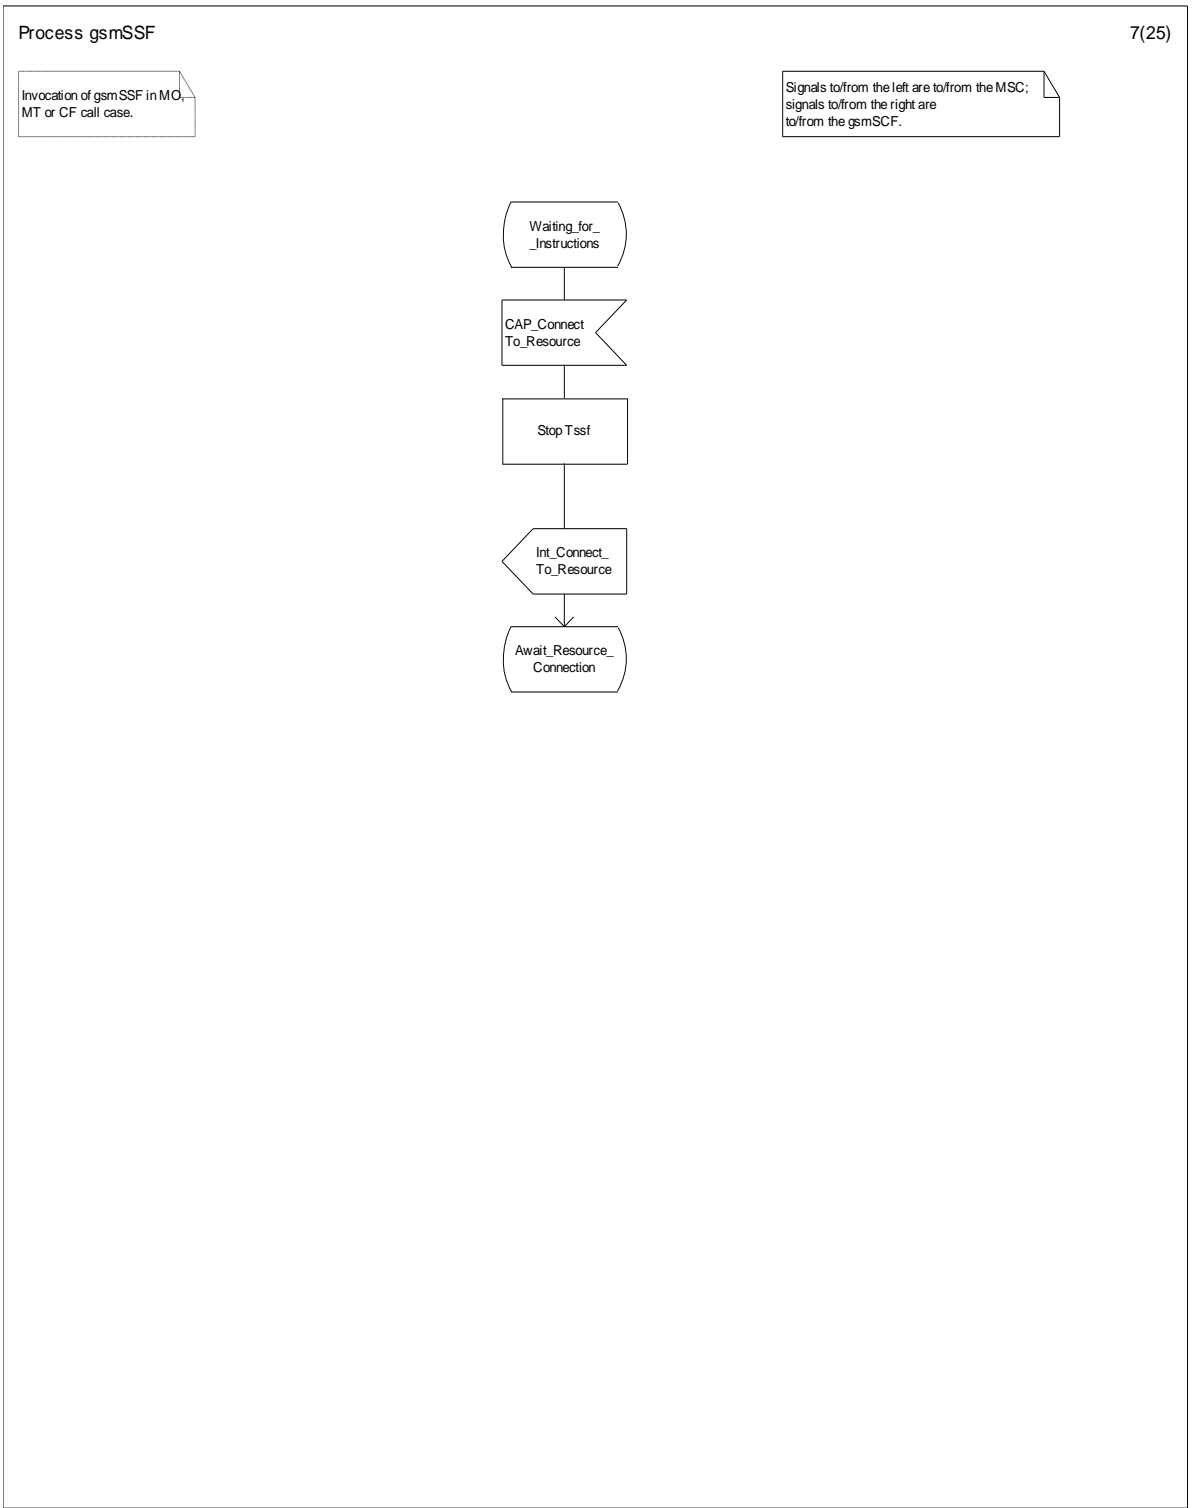 Process gsmSSF
7(25)
Invocation of gsmSSF in MO,
MT or CF call case.
Signals to/from the left are to/from the MSC;
signals to/from the right are
to/from the gsmSCF.
Waiting_for_
_Instructions
CAP_Connect
To_Resource
Stop Tssf
Int_Connect_
To_Resource
Await_Resource_
Connection